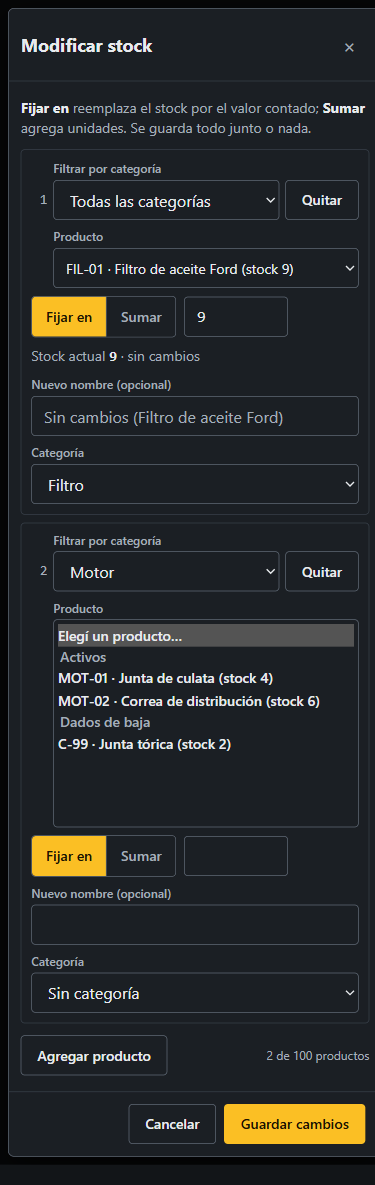 Modificar stock
×
Fijar en reemplaza el stock por el valor contado; Sumar
agrega unidades. Se guarda todo junto o nada.
Filtrar por categoría
1 Todas las categorías Quitar
Producto
FIL-01 · Filtro de aceite Ford (stock 9)
Fijar en Sumar 9
Stock actual 9 · sin cambios
Nuevo nombre (opcional)
Sin cambios (Filtro de aceite Ford)
Categoría
Filtro
Filtrar por categoría
2 Motor Quitar
Producto
Elegí un producto...
Activos
MOT-01 · Junta de culata (stock 4)
MOT-02 · Correa de distribución (stock 6)
Dados de baja
C-99 · Junta tórica (stock 2)
Fijar en Sumar
Nuevo nombre (opcional)
Categoría
Sin categoría
Agregar producto 2 de 100 productos
Cancelar Guardar cambios